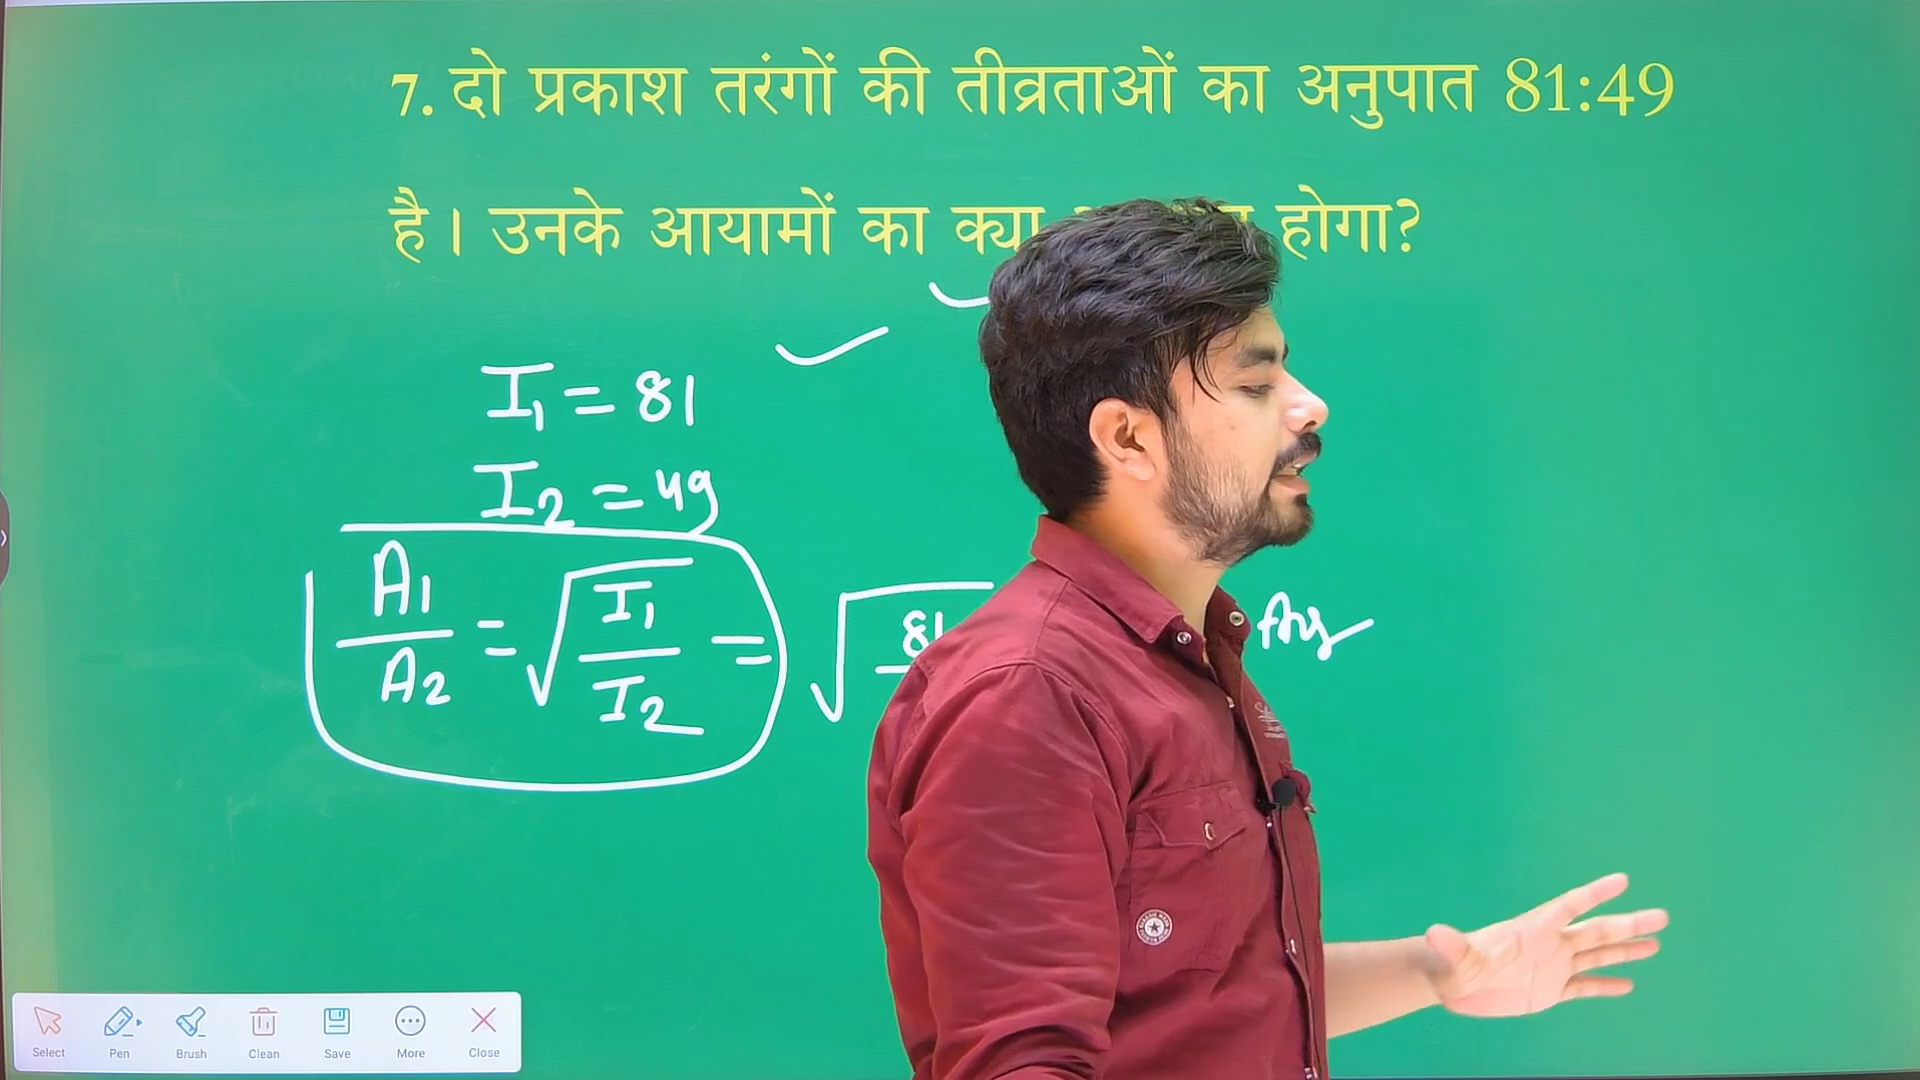 7. दो प्रकाश तरंगों की तीव्रताओं का अनुपात 81:49
है। उनके आयामों का क्या होगा?
I₁ = 81
I₂ = 49
A₁/A₂ = √(I₁/I₂) = √81
Select Pen Brush Clean Save More Close